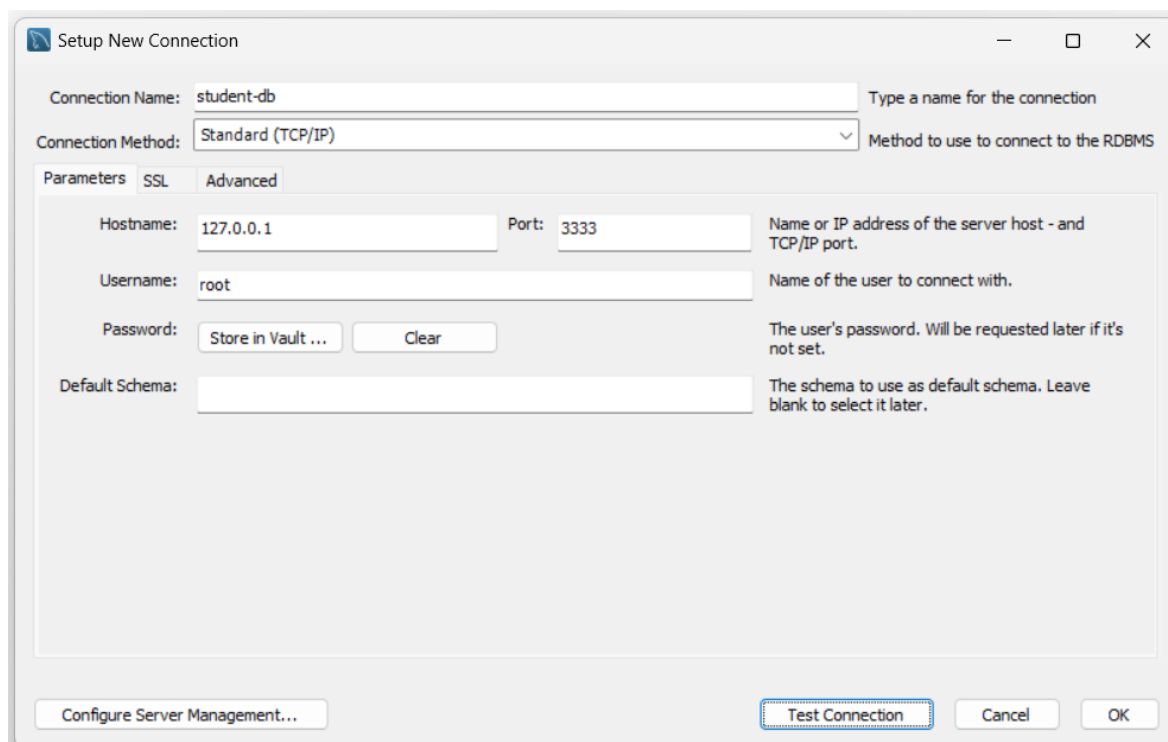 Setup New Connection
Connection Name: student-db Type a name for the connection
Connection Method: Standard (TCP/IP) Method to use to connect to the RDBMS
Parameters SSL Advanced
Hostname: 127.0.0.1 Port: 3333 Name or IP address of the server host - and
TCP/IP port.
Username: root Name of the user to connect with.
Password: Store in Vault ... Clear The user's password. Will be requested later if it's
not set.
Default Schema: The schema to use as default schema. Leave
blank to select it later.
Configure Server Management... Test Connection Cancel OK